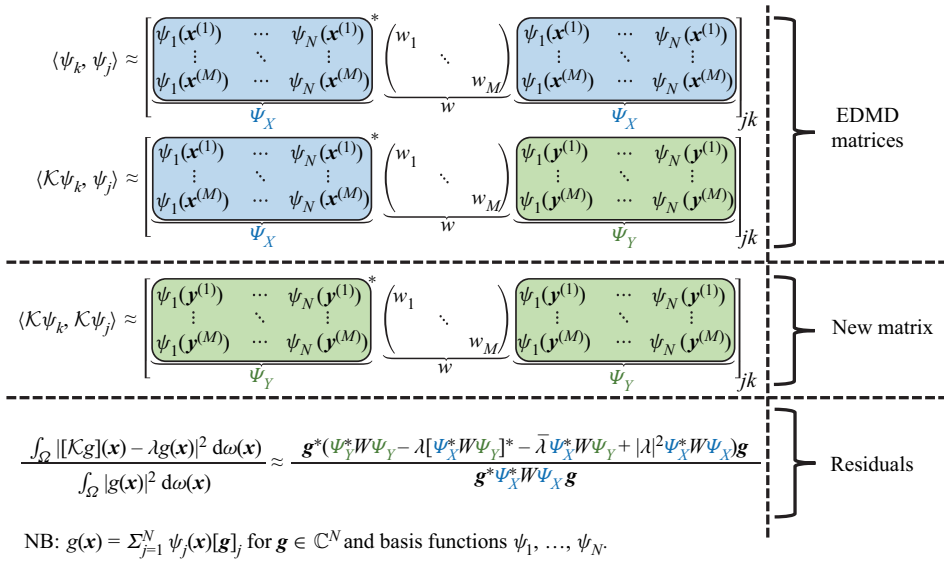 ⟨ψ_k, ψ_j⟩ ≈ [ ( ψ_1(x^(1)) ⋯ ψ_N(x^(1)) ⋮ ⋱ ⋮ ψ_1(x^(M)) ⋯ ψ_N(x^(M)) )^* ( w_1 ⋱ w_M ) ( ψ_1(x^(1)) ⋯ ψ_N(x^(1)) ⋮ ⋱ ⋮ ψ_1(x^(M)) ⋯ ψ_N(x^(M)) ) ]_jk
Ψ_X w Ψ_X
EDMD
matrices
⟨𝒦ψ_k, ψ_j⟩ ≈ [ ( ψ_1(x^(1)) ⋯ ψ_N(x^(1)) ⋮ ⋱ ⋮ ψ_1(x^(M)) ⋯ ψ_N(x^(M)) )^* ( w_1 ⋱ w_M ) ( ψ_1(y^(1)) ⋯ ψ_N(y^(1)) ⋮ ⋱ ⋮ ψ_1(y^(M)) ⋯ ψ_N(y^(M)) ) ]_jk
Ψ_X w Ψ_Y
⟨𝒦ψ_k, 𝒦ψ_j⟩ ≈ [ ( ψ_1(y^(1)) ⋯ ψ_N(y^(1)) ⋮ ⋱ ⋮ ψ_1(y^(M)) ⋯ ψ_N(y^(M)) )^* ( w_1 ⋱ w_M ) ( ψ_1(y^(1)) ⋯ ψ_N(y^(1)) ⋮ ⋱ ⋮ ψ_1(y^(M)) ⋯ ψ_N(y^(M)) ) ]_jk
Ψ_Y w Ψ_Y
New matrix
∫_Ω |[𝒦g](x) − λg(x)|² dω(x) / ∫_Ω |g(x)|² dω(x) ≈ g^*(Ψ_Y^*WΨ_Y − λ[Ψ_X^*WΨ_Y]^* − λ̄Ψ_X^*WΨ_Y + |λ|²Ψ_X^*WΨ_X)g / g^*Ψ_X^*WΨ_X g
Residuals
NB: g(x) = Σ_{j=1}^N ψ_j(x)[g]_j for g ∈ ℂ^N and basis functions ψ_1, …, ψ_N.